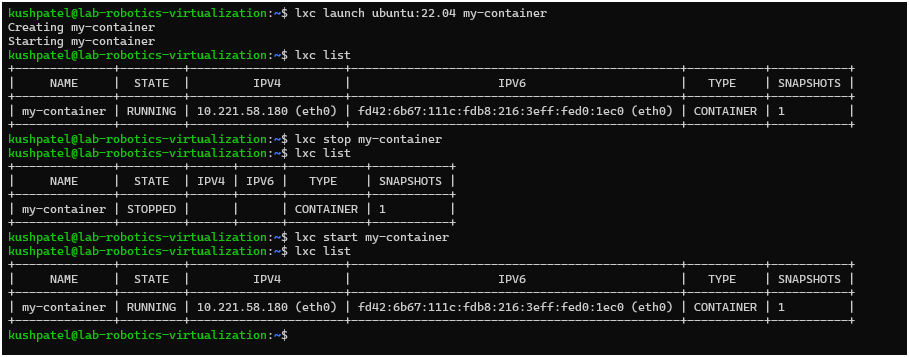 kushpatel@lab-robotics-virtualization:~$ lxc launch ubuntu:22.04 my-container
Creating my-container
Starting my-container
kushpatel@lab-robotics-virtualization:~$ lxc list
+--------------+---------+----------------------+-----------------------------------------------+-----------+-----------+
|     NAME     |  STATE  |         IPV4         |                     IPV6                      |   TYPE    | SNAPSHOTS |
+--------------+---------+----------------------+-----------------------------------------------+-----------+-----------+
| my-container | RUNNING | 10.221.58.180 (eth0) | fd42:6b67:111c:fdb8:216:3eff:fed0:1ec0 (eth0) | CONTAINER | 1         |
+--------------+---------+----------------------+-----------------------------------------------+-----------+-----------+
kushpatel@lab-robotics-virtualization:~$ lxc stop my-container
kushpatel@lab-robotics-virtualization:~$ lxc list
+--------------+---------+------+------+-----------+-----------+
|     NAME     |  STATE  | IPV4 | IPV6 |   TYPE    | SNAPSHOTS |
+--------------+---------+------+------+-----------+-----------+
| my-container | STOPPED |      |      | CONTAINER | 1         |
+--------------+---------+------+------+-----------+-----------+
kushpatel@lab-robotics-virtualization:~$ lxc start my-container
kushpatel@lab-robotics-virtualization:~$ lxc list
+--------------+---------+----------------------+-----------------------------------------------+-----------+-----------+
|     NAME     |  STATE  |         IPV4         |                     IPV6                      |   TYPE    | SNAPSHOTS |
+--------------+---------+----------------------+-----------------------------------------------+-----------+-----------+
| my-container | RUNNING | 10.221.58.180 (eth0) | fd42:6b67:111c:fdb8:216:3eff:fed0:1ec0 (eth0) | CONTAINER | 1         |
+--------------+---------+----------------------+-----------------------------------------------+-----------+-----------+
kushpatel@lab-robotics-virtualization:~$